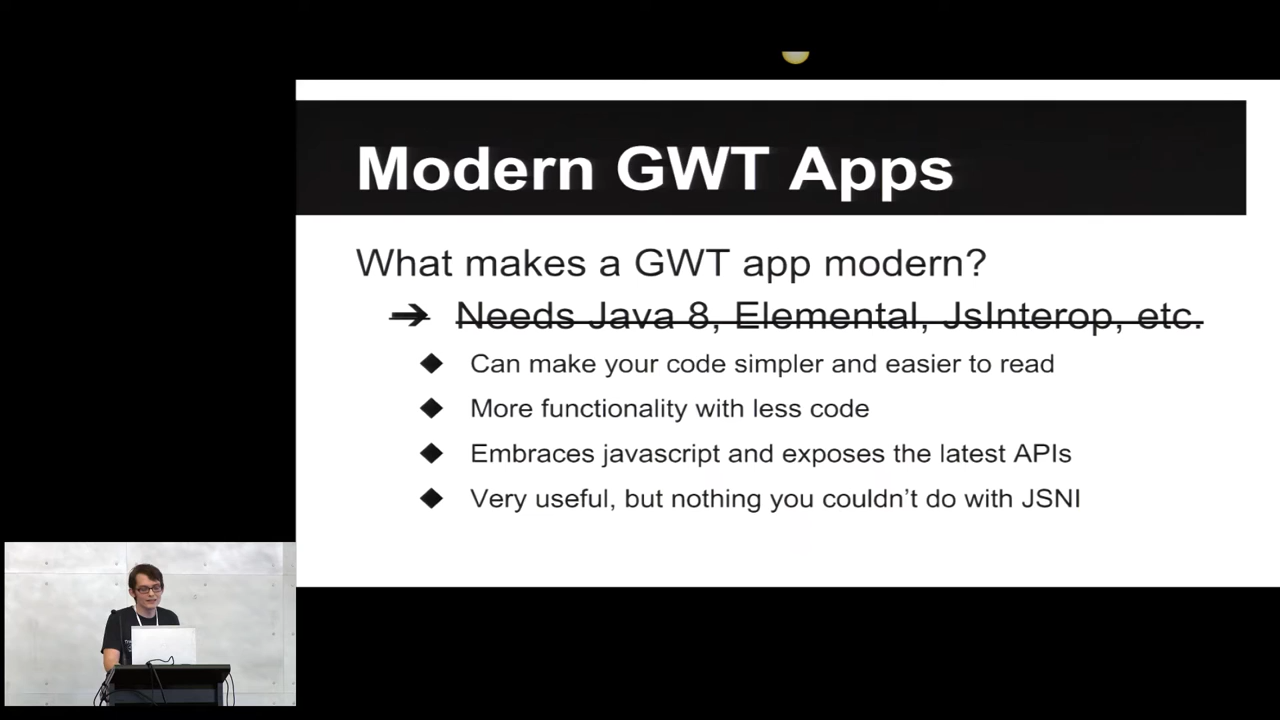 Modern GWT Apps
What makes a GWT app modern?
➔ Needs Java 8, Elemental, JsInterop, etc.
◆ Can make your code simpler and easier to read
◆ More functionality with less code
◆ Embraces javascript and exposes the latest APIs
◆ Very useful, but nothing you couldn't do with JSNI